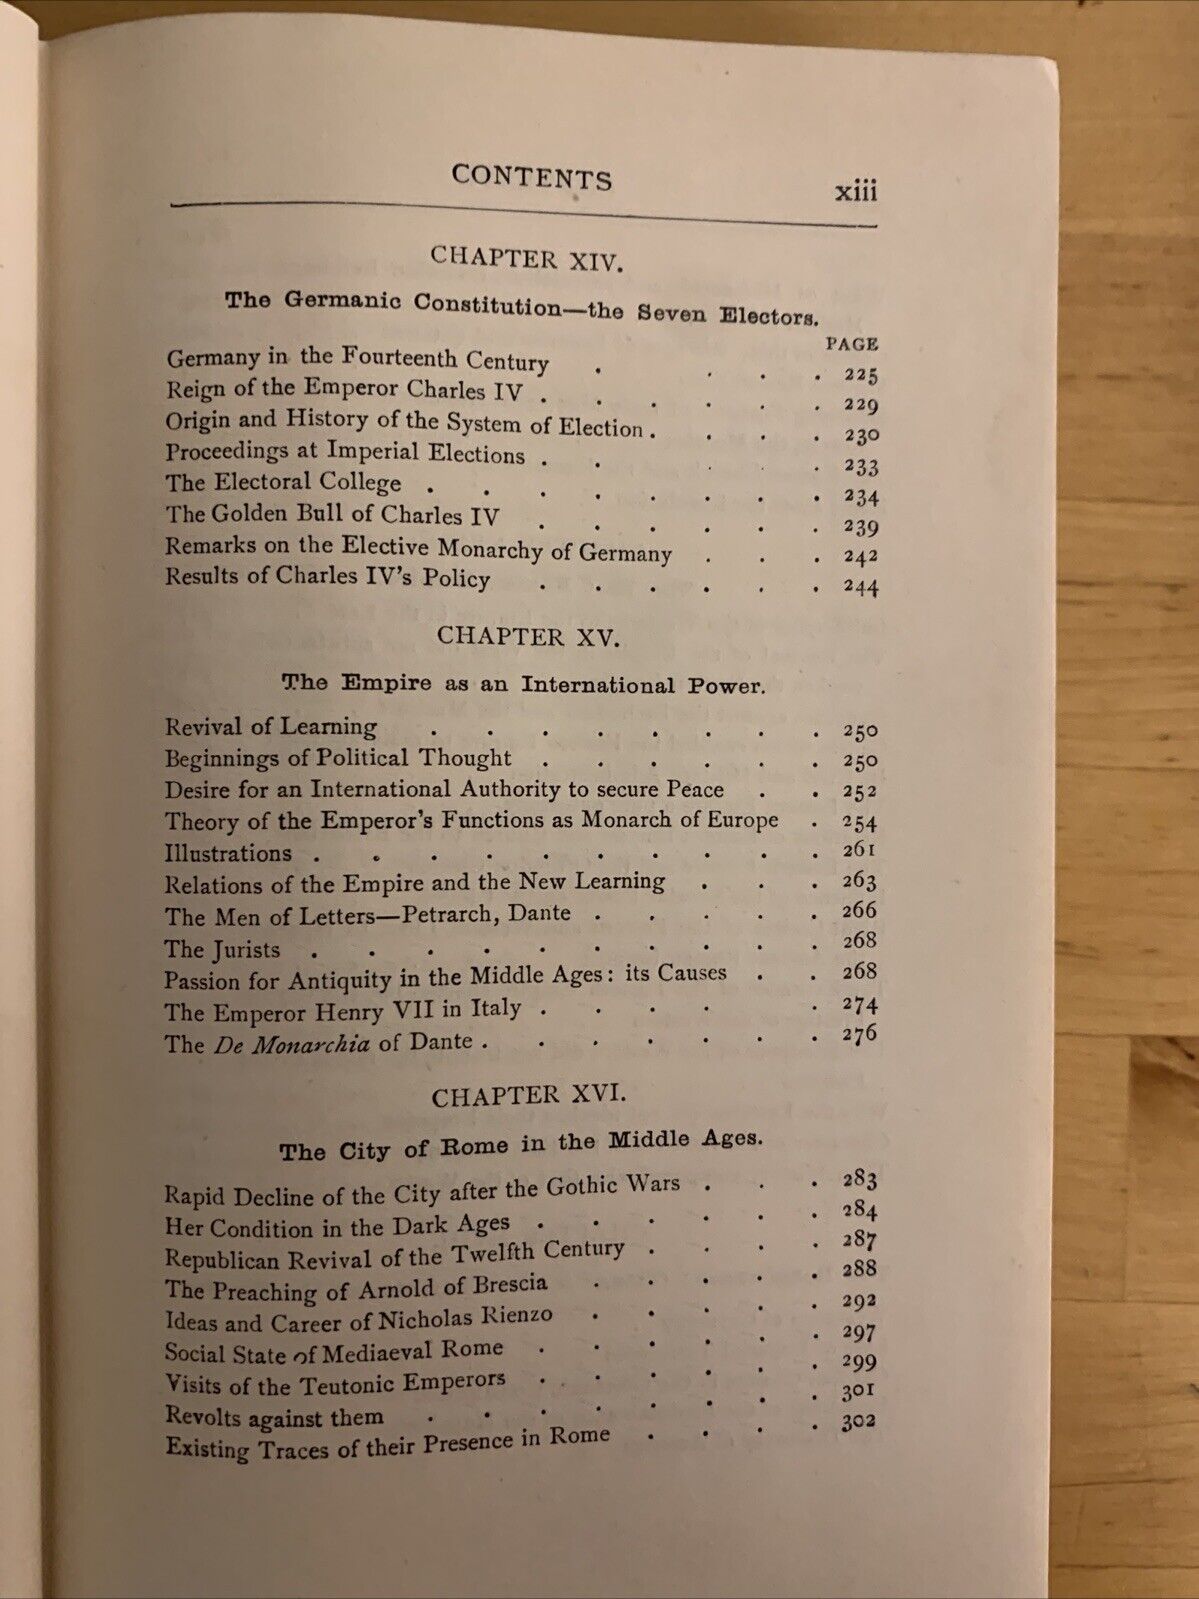 CONTENTS xiii
CHAPTER XIV.
The Germanic Constitution—the Seven Electors.
PAGE
Germany in the Fourteenth Century . . . . 225
Reign of the Emperor Charles IV . . . . . . 229
Origin and History of the System of Election . . . . 230
Proceedings at Imperial Elections . . . . . 233
The Electoral College . . . . . . . . 234
The Golden Bull of Charles IV . . . . . . 239
Remarks on the Elective Monarchy of Germany . . . 242
Results of Charles IV's Policy . . . . . . 244
CHAPTER XV.
The Empire as an International Power.
Revival of Learning . . . . . . . . 250
Beginnings of Political Thought . . . . . . 250
Desire for an International Authority to secure Peace . . 252
Theory of the Emperor's Functions as Monarch of Europe . 254
Illustrations . . . . . . . . . . 261
Relations of the Empire and the New Learning . . . 263
The Men of Letters—Petrarch, Dante . . . . . 266
The Jurists . . . . . . . . . . 268
Passion for Antiquity in the Middle Ages: its Causes . . 268
The Emperor Henry VII in Italy . . . . . 274
The De Monarchia of Dante . . . . . . . 276
CHAPTER XVI.
The City of Rome in the Middle Ages.
Rapid Decline of the City after the Gothic Wars . . . 283
Her Condition in the Dark Ages . . . . . . 284
Republican Revival of the Twelfth Century . . . . 287
The Preaching of Arnold of Brescia . . . . . 288
Ideas and Career of Nicholas Rienzo . . . . . 292
Social State of Mediaeval Rome . . . . . . 297
Visits of the Teutonic Emperors . . . . . . 299
Revolts against them . . . . . . . . 301
Existing Traces of their Presence in Rome . . . . 302